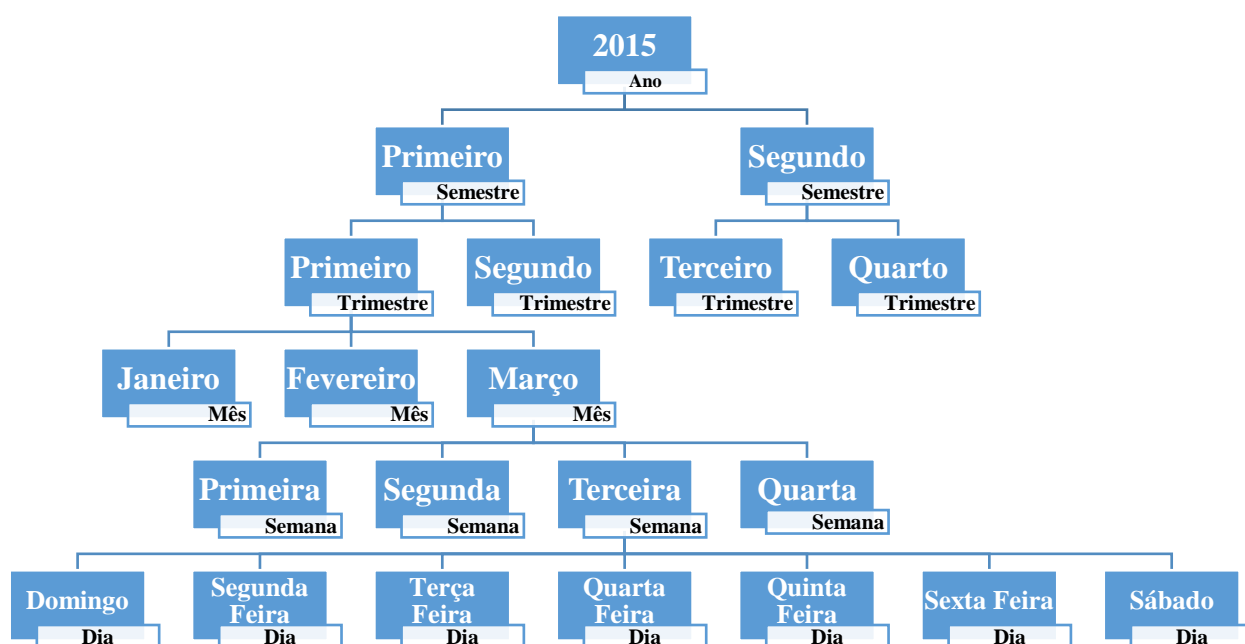 2015
Ano
Primeiro
Semestre
Segundo
Semestre
Primeiro
Trimestre
Segundo
Trimestre
Terceiro
Trimestre
Quarto
Trimestre
Janeiro
Mês
Fevereiro
Mês
Março
Mês
Primeira
Semana
Segunda
Semana
Terceira
Semana
Quarta
Semana
Domingo
Dia
Segunda
Feira
Dia
Terça
Feira
Dia
Quarta
Feira
Dia
Quinta
Feira
Dia
Sexta Feira
Dia
Sábado
Dia